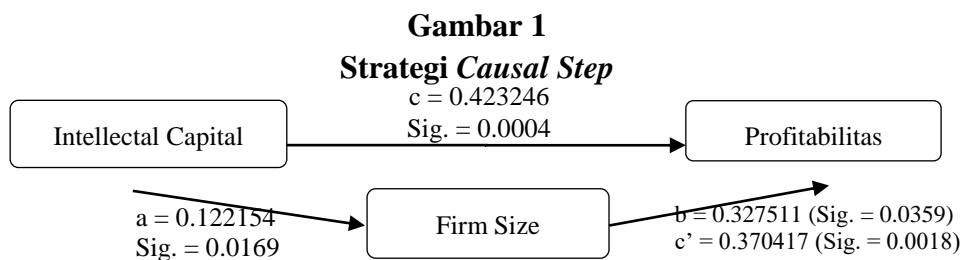 Gambar 1
Strategi Causal Step
c = 0.423246
Sig. = 0.0004
Intellectal Capital
Profitabilitas
a = 0.122154
Sig. = 0.0169
Firm Size
b = 0.327511 (Sig. = 0.0359)
c’ = 0.370417 (Sig. = 0.0018)